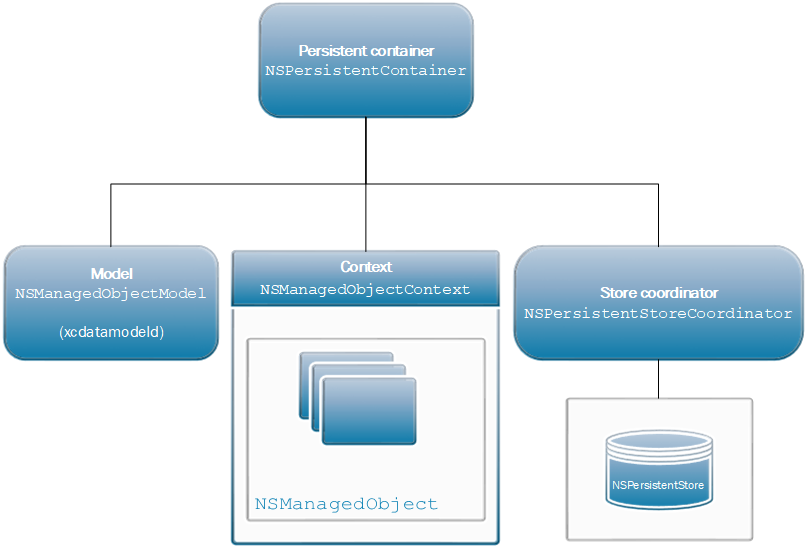 Persistent container
NSPersistentContainer
Model
NSManagedObjectModel
(xcdatamodeld)
Context
NSManagedObjectContext
Store coordinator
NSPersistentStoreCoordinator
NSManagedObject
NSPersistentStore